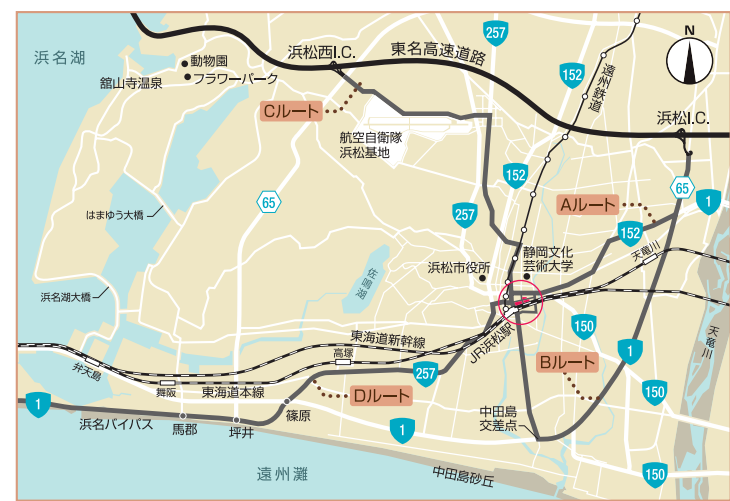 浜名湖
動物園
フラワーパーク
舘山寺温泉
浜松西I.C.
東名高速道路
257
152
遠州鉄道
N
Cルート
航空自衛隊
浜松基地
浜松I.C.
65
1
65
はまゆう大橋
152
257
Aルート
152
浜松市役所
静岡文化
芸術大学
天竜川
佐鳴湖
浜名湖大橋
JR浜松駅
150
天竜川
東海道新幹線
高塚
弁天島
舞阪
東海道本線
257
Bルート
1
Dルート
150
1
浜名バイパス
馬郡
坪井
篠原
1
中田島
交差点
150
遠州灘
中田島砂丘